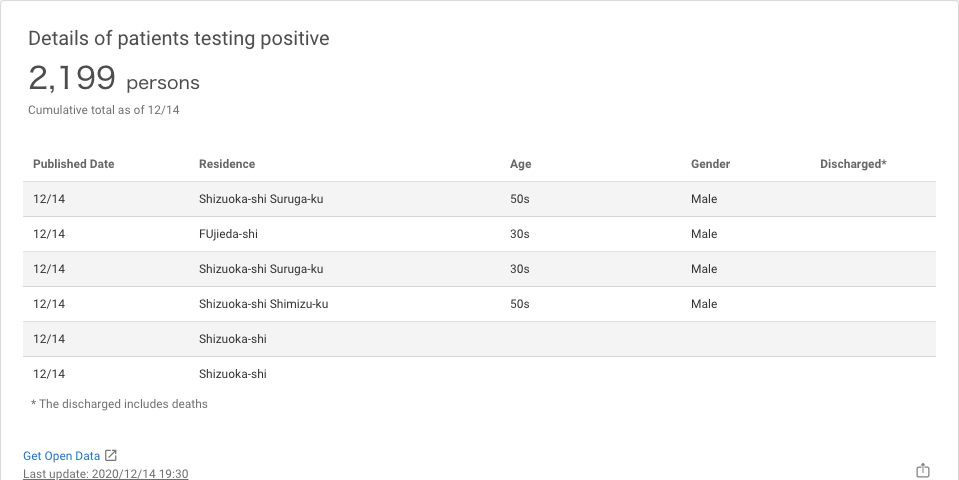 Details of patients testing positive
2,199 persons
Cumulative total as of 12/14
Published Date Residence Age Gender Discharged*
12/14 Shizuoka-shi Suruga-ku 50s Male
12/14 FUjieda-shi 30s Male
12/14 Shizuoka-shi Suruga-ku 30s Male
12/14 Shizuoka-shi Shimizu-ku 50s Male
12/14 Shizuoka-shi
12/14 Shizuoka-shi
* The discharged includes deaths
Get Open Data
Last update: 2020/12/14 19:30